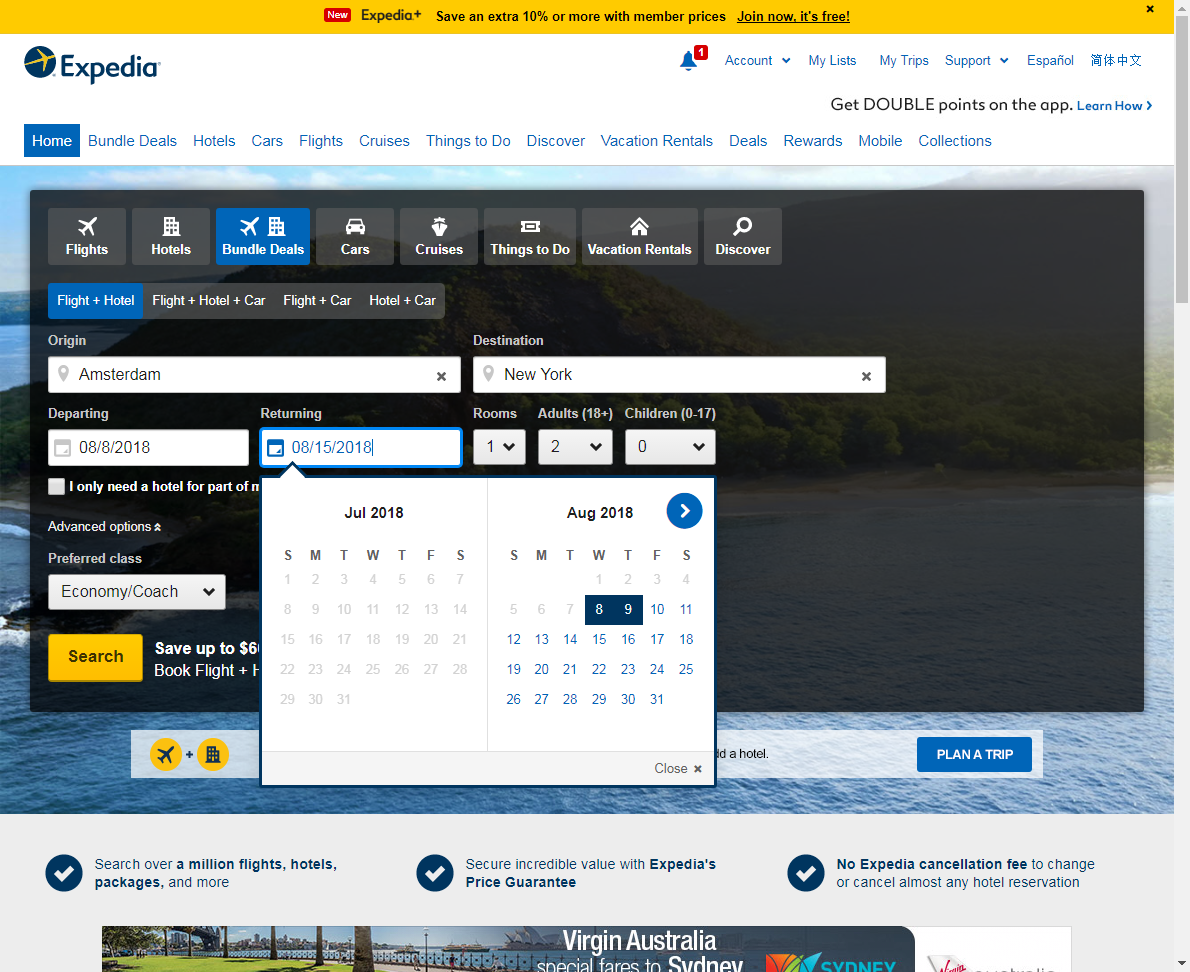 New Expedia+ Save an extra 10% or more with member prices Join now, it's free!
Expedia
1 Account My Lists My Trips Support Español 简体中文
Get DOUBLE points on the app. Learn How
Home Bundle Deals Hotels Cars Flights Cruises Things to Do Discover Vacation Rentals Deals Rewards Mobile Collections
Flights Hotels Bundle Deals Cars Cruises Things to Do Vacation Rentals Discover
Flight + Hotel Flight + Hotel + Car Flight + Car Hotel + Car
Origin Destination
Amsterdam New York
Departing Returning Rooms Adults (18+) Children (0-17)
08/8/2018 08/15/2018 1 2 0
I only need a hotel for part of
Advanced options
Preferred class
Economy/Coach
Search
Save up to $6
Book Flight +
Jul 2018
S M T W T F S
1 2 3 4 5 6 7
8 9 10 11 12 13 14
15 16 17 18 19 20 21
22 23 24 25 26 27 28
29 30 31
Aug 2018
S M T W T F S
1 2 3 4
5 6 7 8 9 10 11
12 13 14 15 16 17 18
19 20 21 22 23 24 25
26 27 28 29 30 31
Close
+
a hotel.
PLAN A TRIP
Search over a million flights, hotels,
packages, and more
Secure incredible value with Expedia's
Price Guarantee
No Expedia cancellation fee to change
or cancel almost any hotel reservation
Virgin Australia
special fares to Sydney
SYDNEY